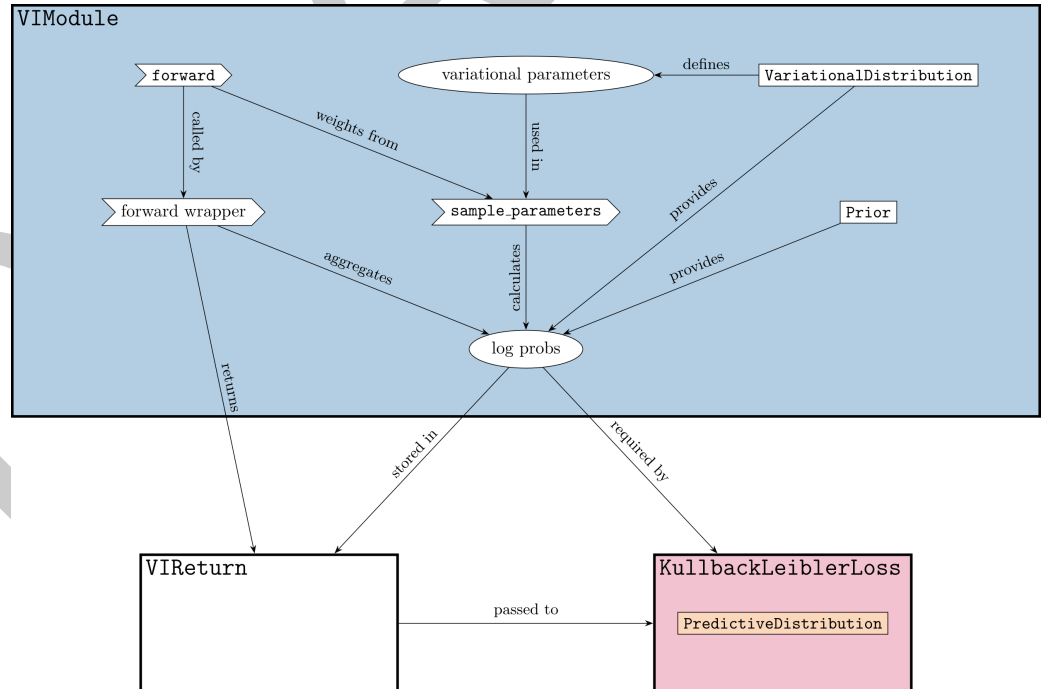 VIModule
forward
variational parameters
defines
VariationalDistribution
called by
weights from
used in
provides
forward wrapper
sample_parameters
Prior
aggregates
calculates
provides
log probs
returns
stored in
required by
VIReturn
KullbackLeiblerLoss
passed to
PredictiveDistribution